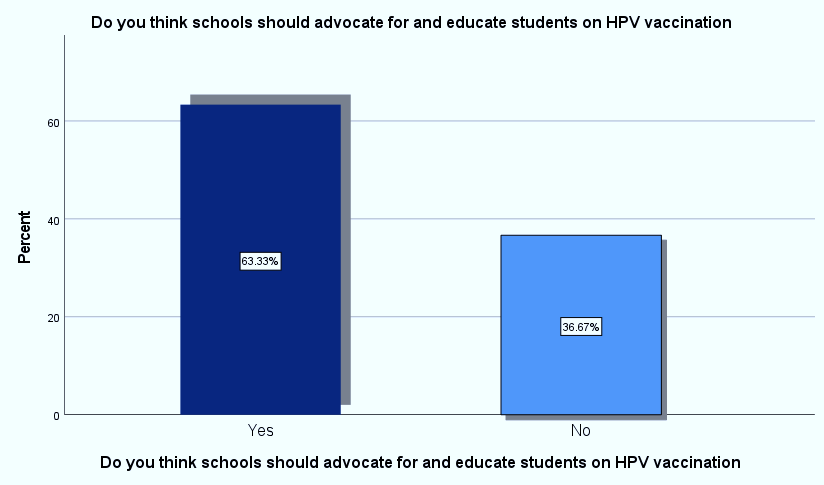 Do you think schools should advocate for and educate students on HPV vaccination
Percent
60
40
20
0
63.33%
36.67%
Yes
No
Do you think schools should advocate for and educate students on HPV vaccination